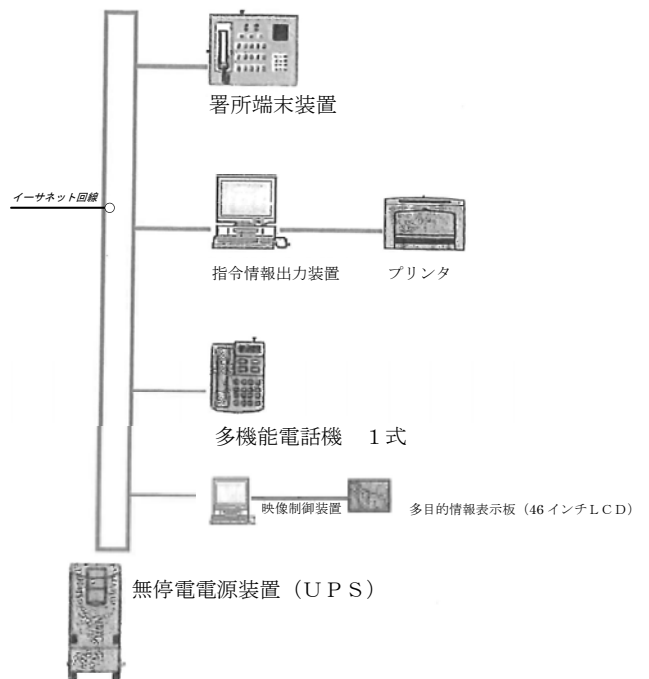 署所端末装置
イーサネット回線
指令情報出力装置
プリンタ
多機能電話機　１式
映像制御装置
多目的情報表示板（46インチＬＣＤ）
無停電電源装置（ＵＰＳ）